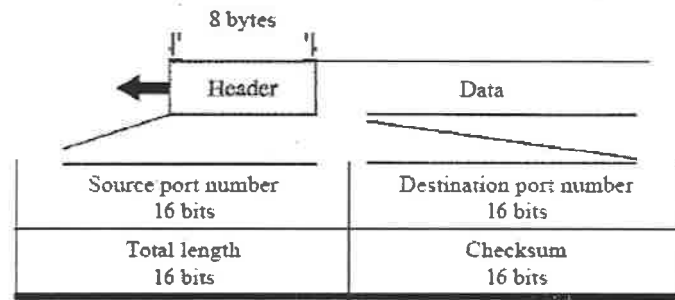 8 bytes
Header
Data
Source port number
16 bits
Destination port number
16 bits
Total length
16 bits
Checksum
16 bits